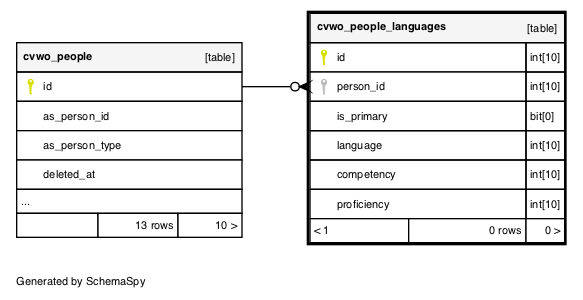 cvwo_people [table]
id
as_person_id
as_person_type
deleted_at
...
13 rows 10 >
cvwo_people_languages [table]
id int[10]
person_id int[10]
is_primary bit[0]
language int[10]
competency int[10]
proficiency int[10]
< 1 0 rows 0 >
Generated by SchemaSpy